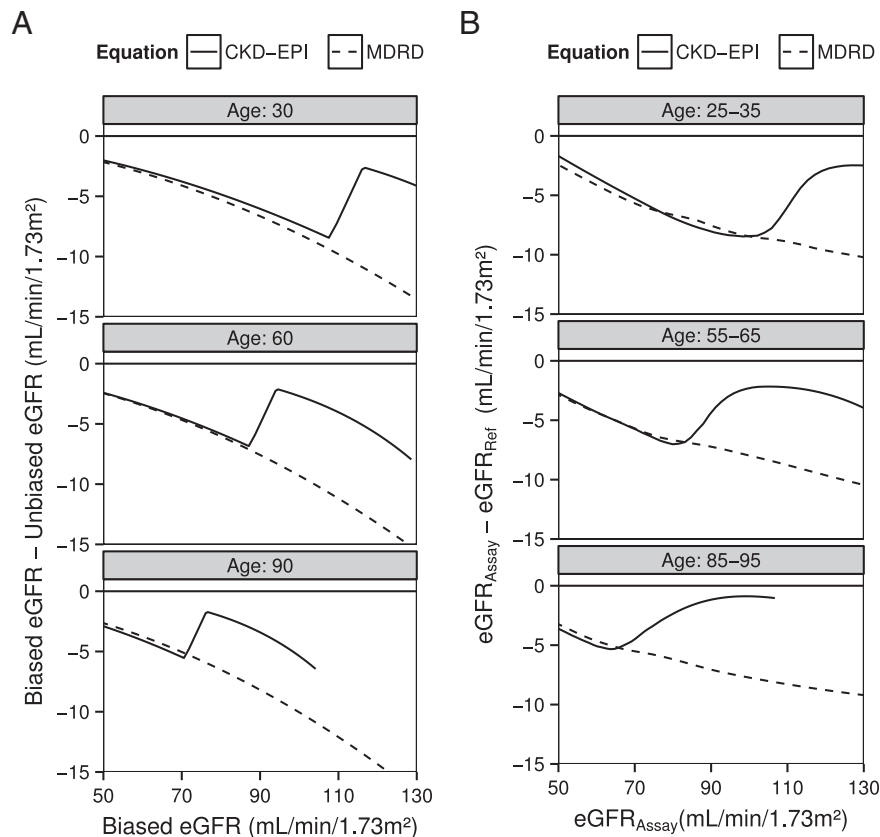 A
Equation CKD−EPI MDRD
Biased eGFR − Unbiased eGFR (mL/min/1.73m²)
Age: 30
0
−5
−10
−15
Age: 60
0
−5
−10
−15
Age: 90
0
−5
−10
−15
50 70 90 110 130
Biased eGFR (mL/min/1.73m²)
B
Equation CKD−EPI MDRD
eGFRAssay − eGFRRef (mL/min/1.73m²)
Age: 25−35
0
−5
−10
−15
Age: 55−65
0
−5
−10
−15
Age: 85−95
0
−5
−10
−15
50 70 90 110 130
eGFRAssay(mL/min/1.73m²)